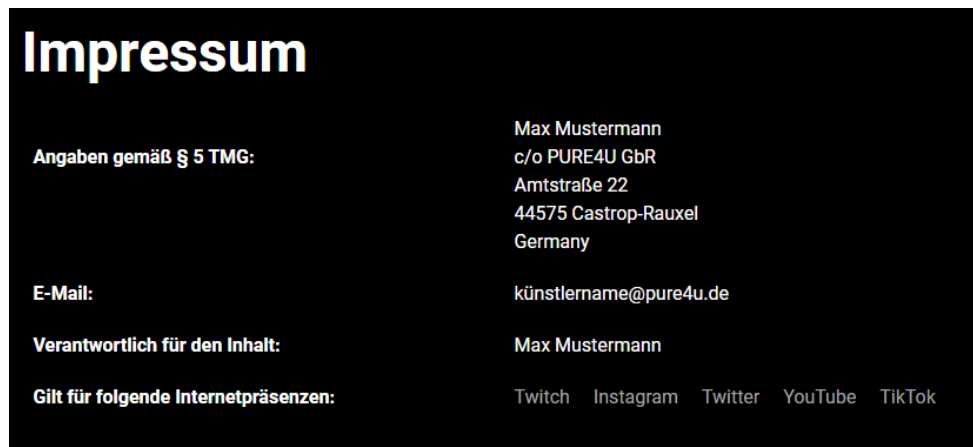 Impressum
Angaben gemäß § 5 TMG:
Max Mustermann
c/o PURE4U GbR
Amtstraße 22
44575 Castrop-Rauxel
Germany
E-Mail: künstlername@pure4u.de
Verantwortlich für den Inhalt: Max Mustermann
Gilt für folgende Internetpräsenzen: Twitch Instagram Twitter YouTube TikTok